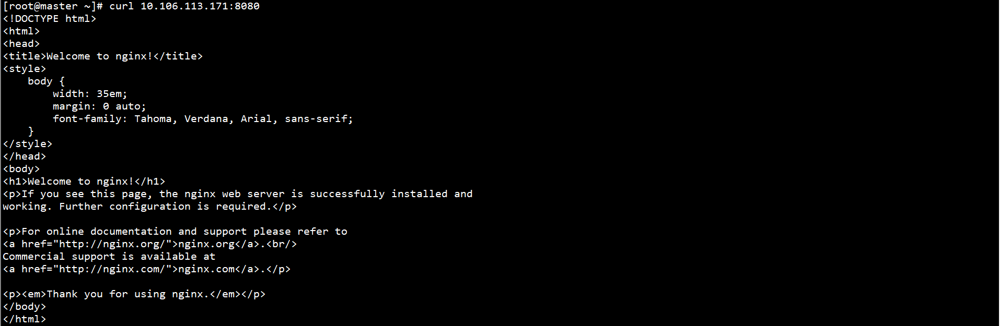 [root@master ~]# curl 10.106.113.171:8080
<!DOCTYPE html>
<html>
<head>
<title>Welcome to nginx!</title>
<style>
    body {
        width: 35em;
        margin: 0 auto;
        font-family: Tahoma, Verdana, Arial, sans-serif;
    }
</style>
</head>
<body>
<h1>Welcome to nginx!</h1>
<p>If you see this page, the nginx web server is successfully installed and
working. Further configuration is required.</p>

<p>For online documentation and support please refer to
<a href="http://nginx.org/">nginx.org</a>.<br/>
Commercial support is available at
<a href="http://nginx.com/">nginx.com</a>.</p>

<p><em>Thank you for using nginx.</em></p>
</body>
</html>